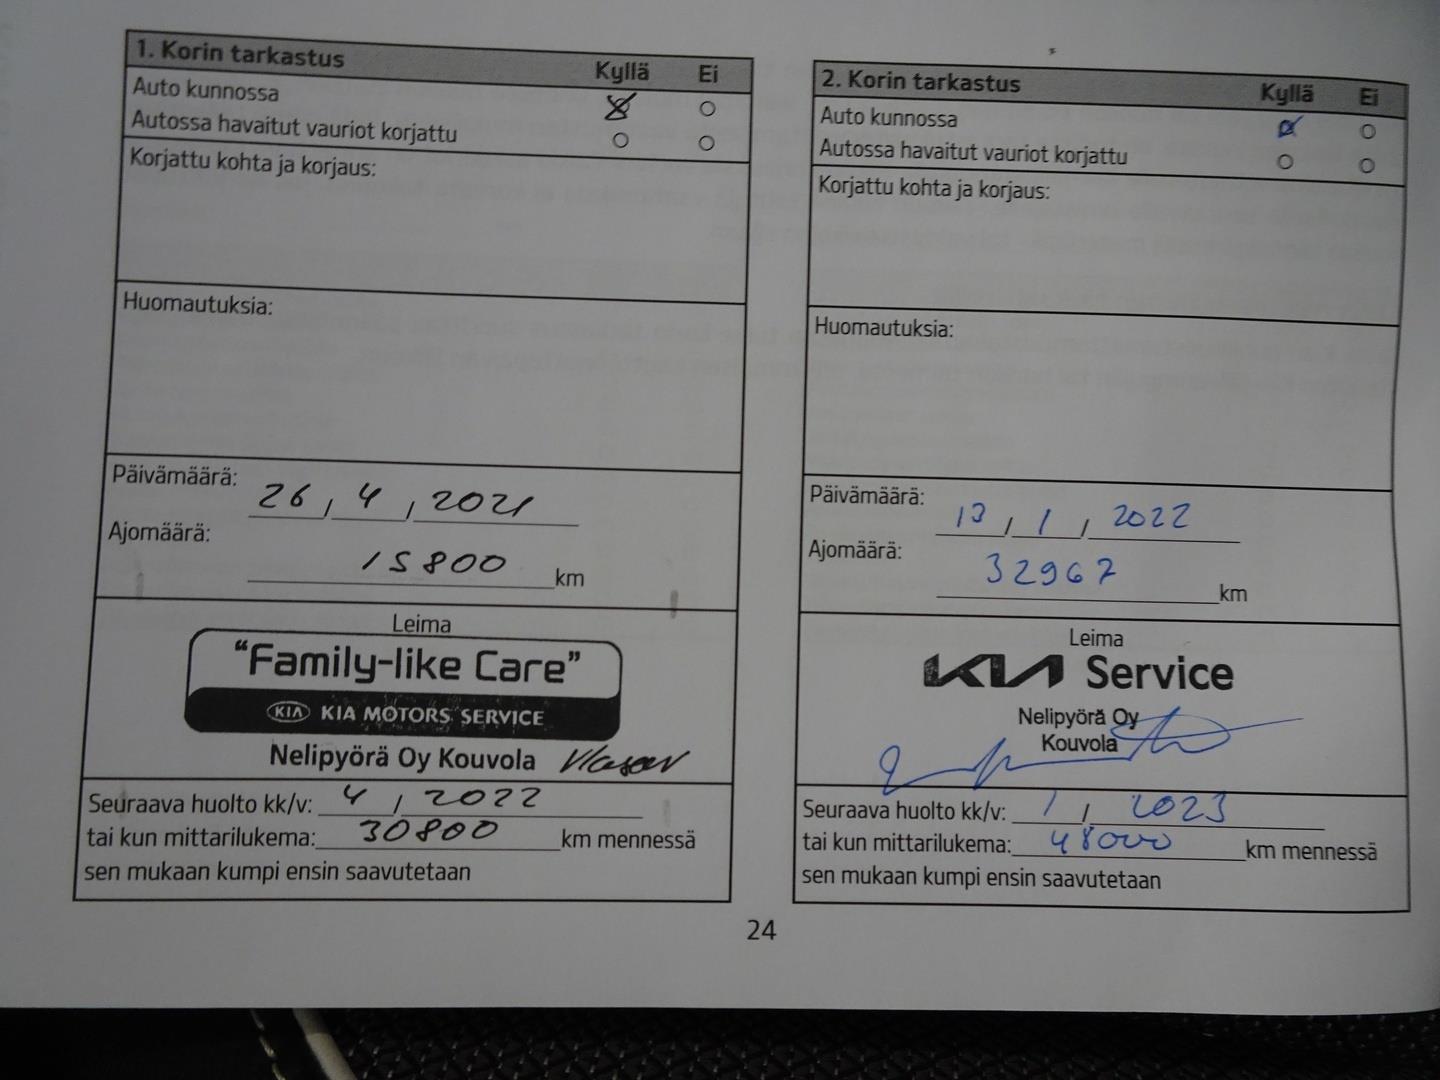 1. Korin tarkastus Kyllä Ei
Auto kunnossa
Autossa havaitut vauriot korjattu
Korjattu kohta ja korjaus:
Huomautuksia:
Päivämäärä: 26 / 4 / 2021
Ajomäärä: 15800 km
Leima
"Family-like Care"
KIA KIA MOTORS SERVICE
Nelipyörä Oy Kouvola
Seuraava huolto kk/v: 4 / 2022
tai kun mittarilukema: 30800 km mennessä
sen mukaan kumpi ensin saavutetaan
2. Korin tarkastus Kyllä Ei
Auto kunnossa
Autossa havaitut vauriot korjattu
Korjattu kohta ja korjaus:
Huomautuksia:
Päivämäärä: 13 / 1 / 2022
Ajomäärä: 32967 km
Leima
KIA Service
Nelipyörä Oy
Kouvola
Seuraava huolto kk/v: 1 / 2023
tai kun mittarilukema: 48000 km mennessä
sen mukaan kumpi ensin saavutetaan
24